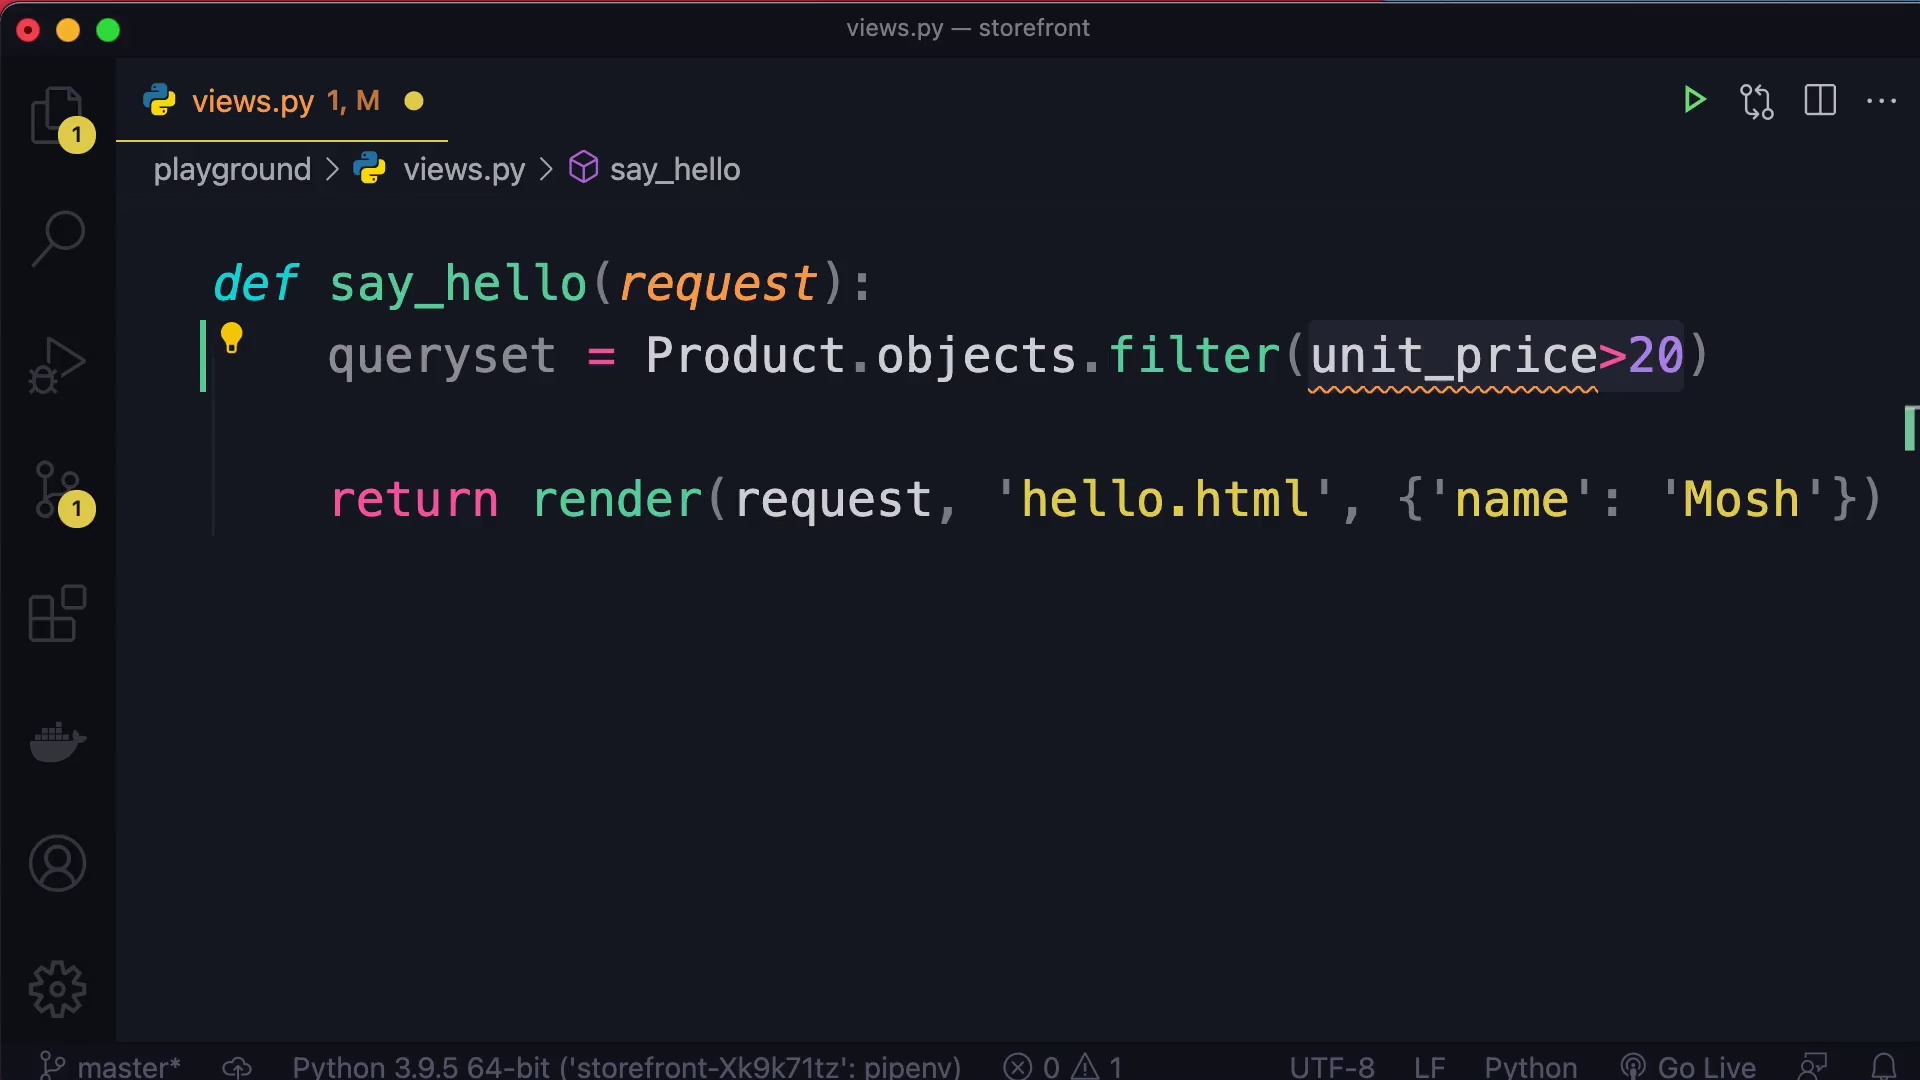 views.py — storefront
views.py 1, M
1
playground > views.py > say_hello
def say_hello(request):
queryset = Product.objects.filter(unit_price>20)
return render(request, 'hello.html', {'name': 'Mosh'})
1
master* Python 3.9.5 64-bit ('storefront-Xk9k71tz': pipenv) 0 1 UTF-8 LF Python Go Live